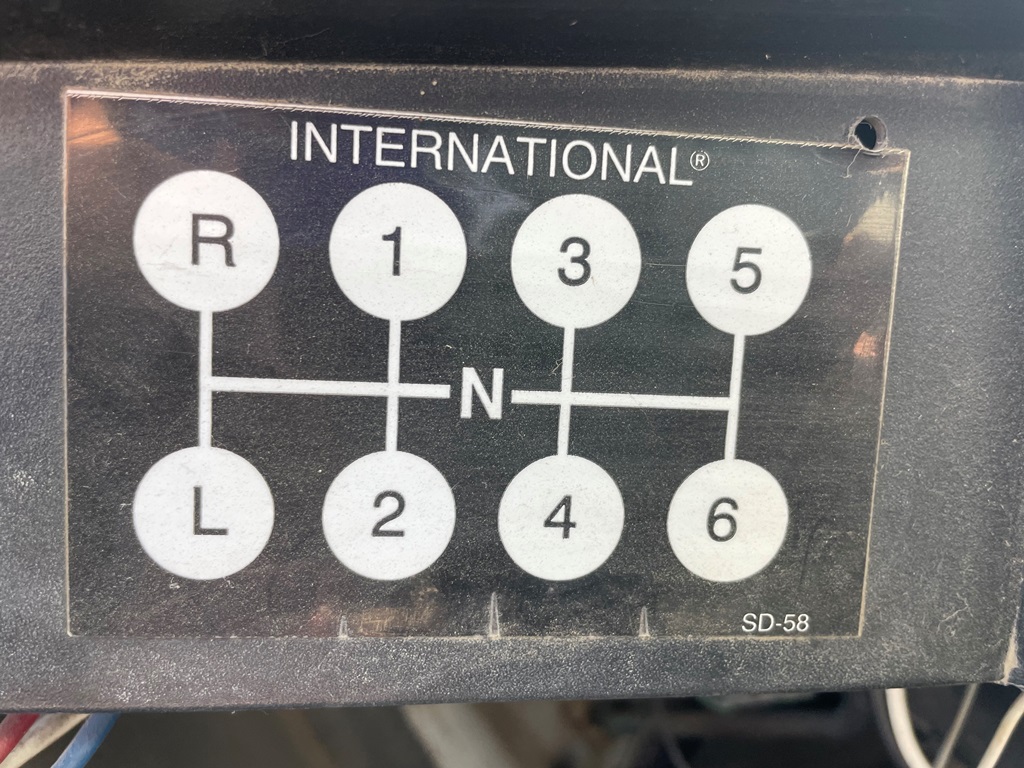 INTERNATIONAL®
R 1 3 5
N
L 2 4 6
SD-58